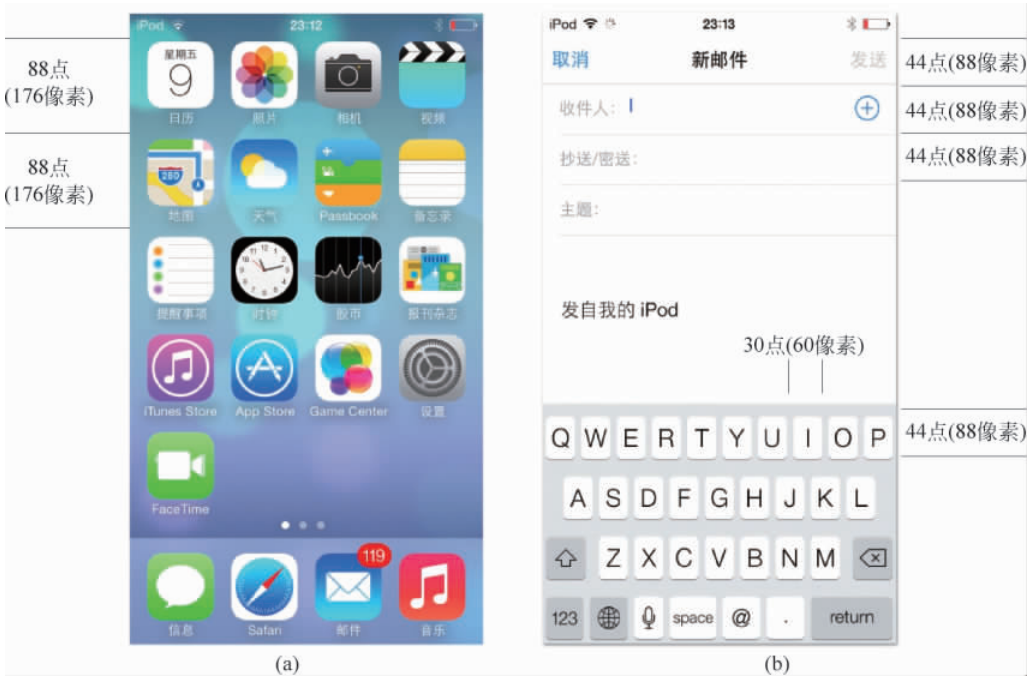 iPod 23:12
88点
(176像素)
88点
(176像素)
星期五
9
日历 照片 相机 视频
280
地图 天气 Passbook 备忘录
提醒事项 时钟 股市 报刊杂志
iTunes Store App Store Game Center 设置
FaceTime
119
信息 Safari 邮件 音乐
(a)
iPod 23:13
取消 新邮件 发送
收件人:
抄送/密送:
主题:
发自我的 iPod
30点(60像素)
Q W E R T Y U I O P
A S D F G H J K L
Z X C V B N M
123 space @ . return
44点(88像素)
44点(88像素)
44点(88像素)
44点(88像素)
(b)